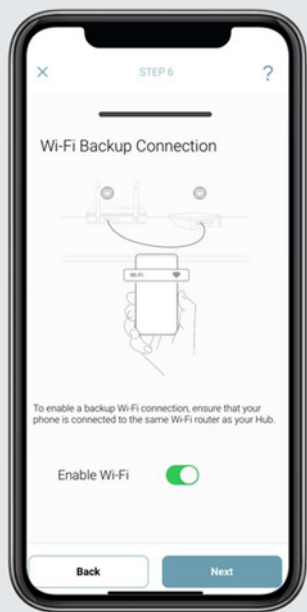 STEP 6
?
Wi-Fi Backup Connection
Wi-Fi
To enable a backup Wi-Fi connection, ensure that your
phone is connected to the same Wi-Fi router as your Hub.
Enable Wi-Fi
Back
Next